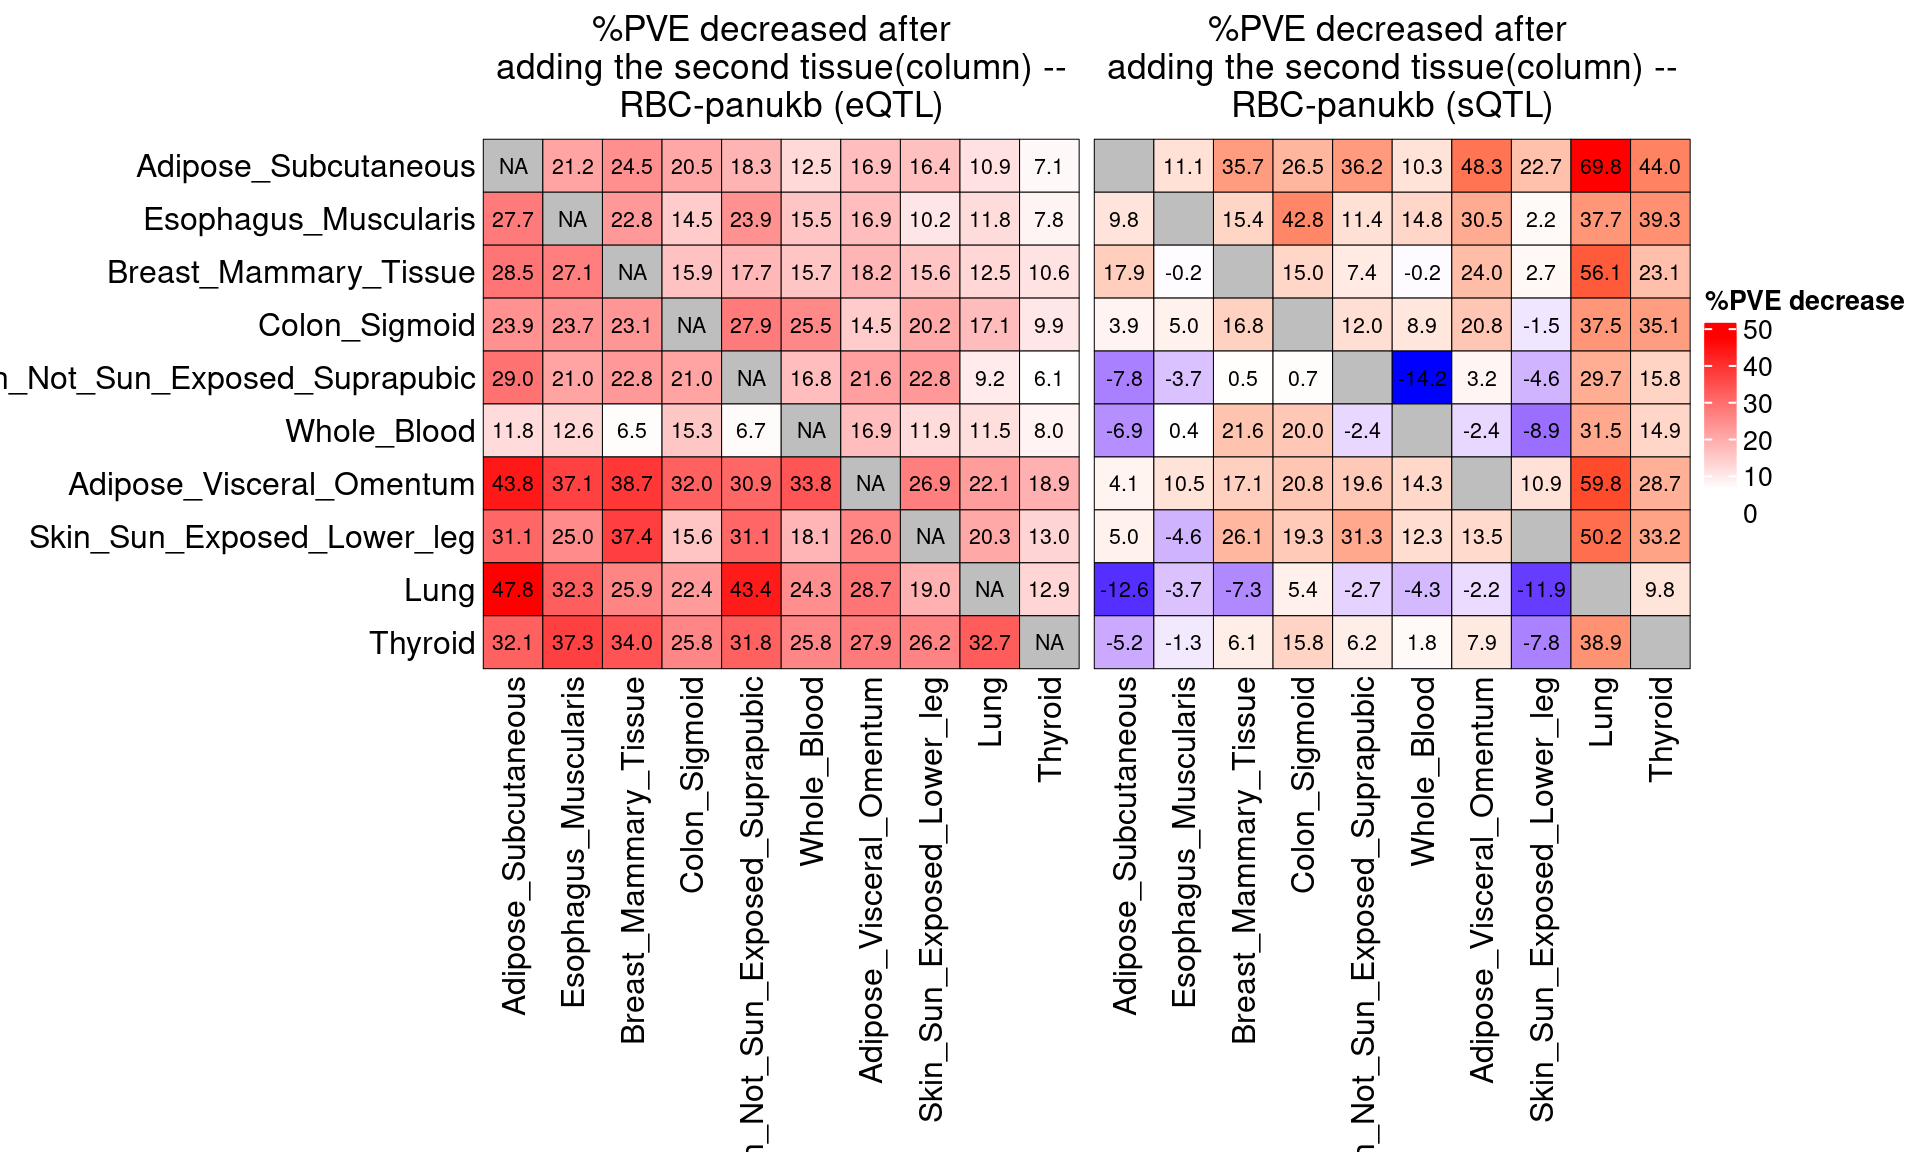 %PVE decreased after
adding the second tissue(column) --
RBC-panukb (eQTL)
%PVE decreased after
adding the second tissue(column) --
RBC-panukb (sQTL)
Adipose_Subcutaneous NA 21.2 24.5 20.5 18.3 12.5 16.9 16.4 10.9 7.1 11.1 35.7 26.5 36.2 10.3 48.3 22.7 69.8 44.0
Esophagus_Muscularis 27.7 NA 22.8 14.5 23.9 15.5 16.9 10.2 11.8 7.8 9.8 15.4 42.8 11.4 14.8 30.5 2.2 37.7 39.3
Breast_Mammary_Tissue 28.5 27.1 NA 15.9 17.7 15.7 18.2 15.6 12.5 10.6 17.9 -0.2 15.0 7.4 -0.2 24.0 2.7 56.1 23.1
Colon_Sigmoid 23.9 23.7 23.1 NA 27.9 25.5 14.5 20.2 17.1 9.9 3.9 5.0 16.8 12.0 8.9 20.8 -1.5 37.5 35.1
n_Not_Sun_Exposed_Suprapubic 29.0 21.0 22.8 21.0 NA 16.8 21.6 22.8 9.2 6.1 -7.8 -3.7 0.5 0.7 -14.2 3.2 -4.6 29.7 15.8
Whole_Blood 11.8 12.6 6.5 15.3 6.7 NA 16.9 11.9 11.5 8.0 -6.9 0.4 21.6 20.0 -2.4 -2.4 -8.9 31.5 14.9
Adipose_Visceral_Omentum 43.8 37.1 38.7 32.0 30.9 33.8 NA 26.9 22.1 18.9 4.1 10.5 17.1 20.8 19.6 14.3 10.9 59.8 28.7
Skin_Sun_Exposed_Lower_leg 31.1 25.0 37.4 15.6 31.1 18.1 26.0 NA 20.3 13.0 5.0 -4.6 26.1 19.3 31.3 12.3 13.5 50.2 33.2
Lung 47.8 32.3 25.9 22.4 43.4 24.3 28.7 19.0 NA 12.9 -12.6 -3.7 -7.3 5.4 -2.7 -4.3 -2.2 -11.9 9.8
Thyroid 32.1 37.3 34.0 25.8 31.8 25.8 27.9 26.2 32.7 NA -5.2 -1.3 6.1 15.8 6.2 1.8 7.9 -7.8 38.9
Adipose_Subcutaneous
Esophagus_Muscularis
Breast_Mammary_Tissue
Colon_Sigmoid
n_Not_Sun_Exposed_Suprapubic
Whole_Blood
Adipose_Visceral_Omentum
Skin_Sun_Exposed_Lower_leg
Lung
Thyroid
Adipose_Subcutaneous
Esophagus_Muscularis
Breast_Mammary_Tissue
Colon_Sigmoid
n_Not_Sun_Exposed_Suprapubic
Whole_Blood
Adipose_Visceral_Omentum
Skin_Sun_Exposed_Lower_leg
Lung
Thyroid
%PVE decrease
50
40
30
20
10
0